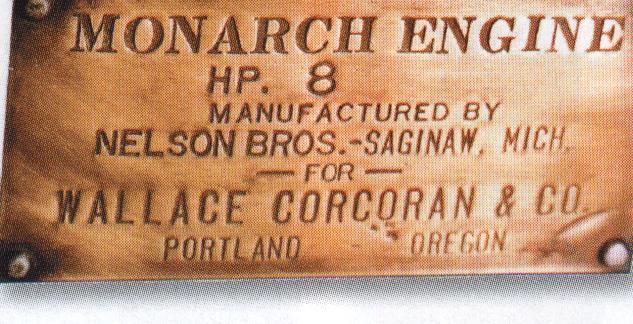 MONARCH ENGINE
HP. 8
MANUFACTURED BY
NELSON BROS.-SAGINAW, MICH.
— FOR —
WALLACE CORCORAN & CO.
PORTLAND OREGON